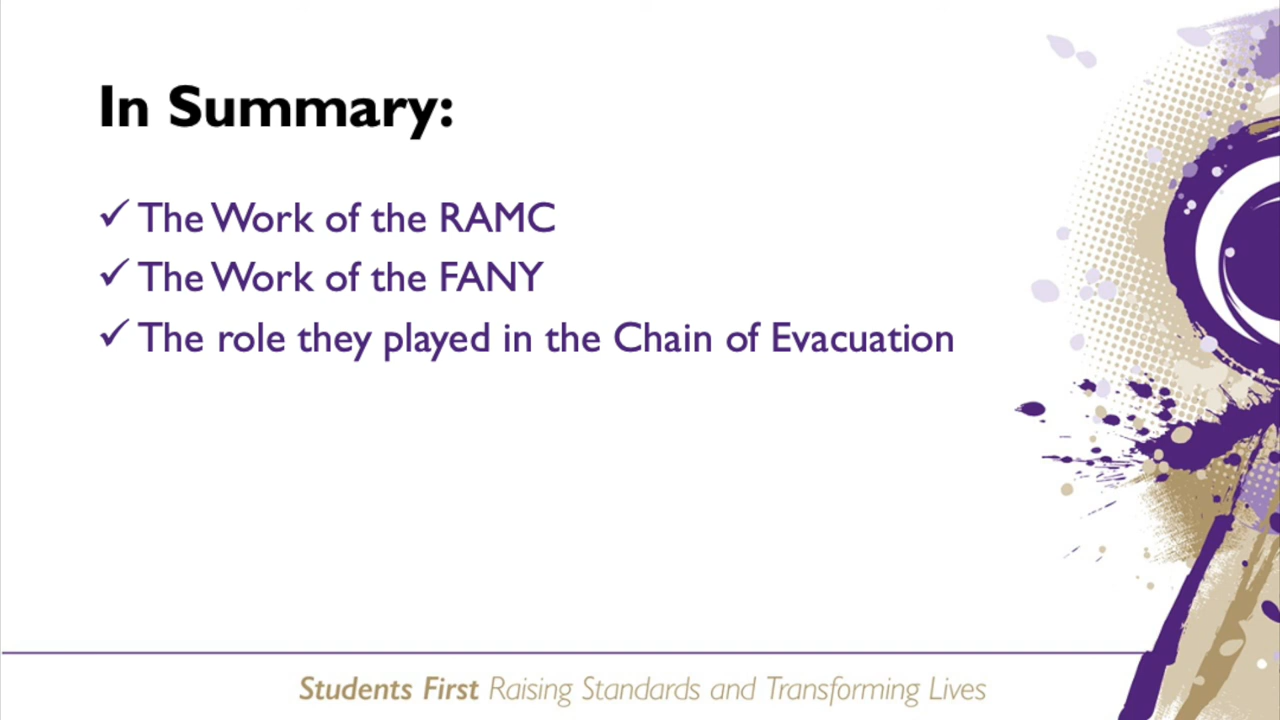 In Summary:
✓ The Work of the RAMC
✓ The Work of the FANY
✓ The role they played in the Chain of Evacuation
Students First Raising Standards and Transforming Lives